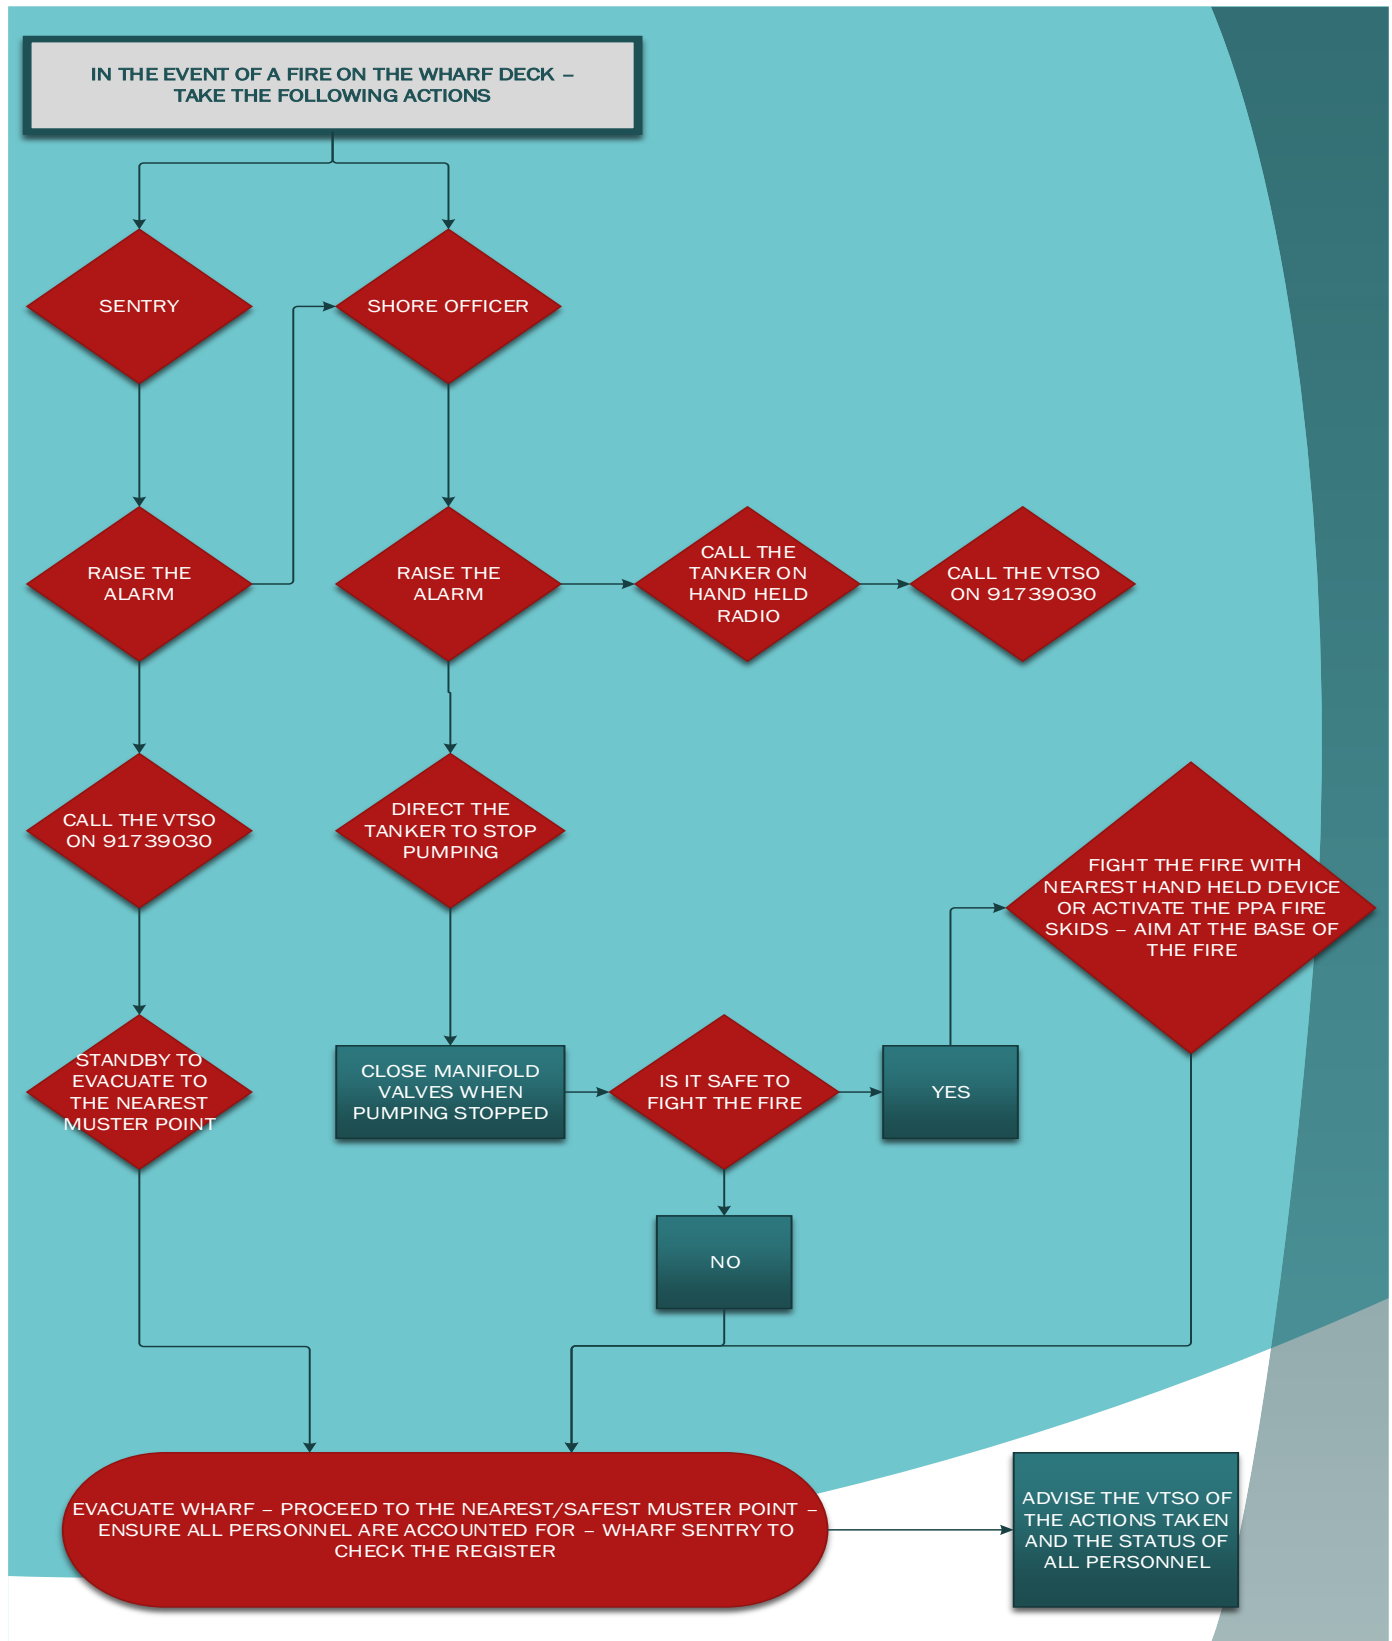 IN THE EVENT OF A FIRE ON THE WHARF DECK –
TAKE THE FOLLOWING ACTIONS
SENTRY
SHORE OFFICER
RAISE THE
ALARM
RAISE THE
ALARM
CALL THE
TANKER ON
HAND HELD
RADIO
CALL THE VTSO
ON 91739030
CALL THE VTSO
ON 91739030
DIRECT THE
TANKER TO STOP
PUMPING
FIGHT THE FIRE WITH
NEAREST HAND HELD DEVICE
OR ACTIVATE THE PPA FIRE
SKIDS – AIM AT THE BASE OF
THE FIRE
STANDBY TO
EVACUATE TO
THE NEAREST
MUSTER POINT
CLOSE MANIFOLD
VALVES WHEN
PUMPING STOPPED
IS IT SAFE TO
FIGHT THE FIRE
YES
NO
EVACUATE WHARF – PROCEED TO THE NEAREST/SAFEST MUSTER POINT –
ENSURE ALL PERSONNEL ARE ACCOUNTED FOR – WHARF SENTRY TO
CHECK THE REGISTER
ADVISE THE VTSO OF
THE ACTIONS TAKEN
AND THE STATUS OF
ALL PERSONNEL